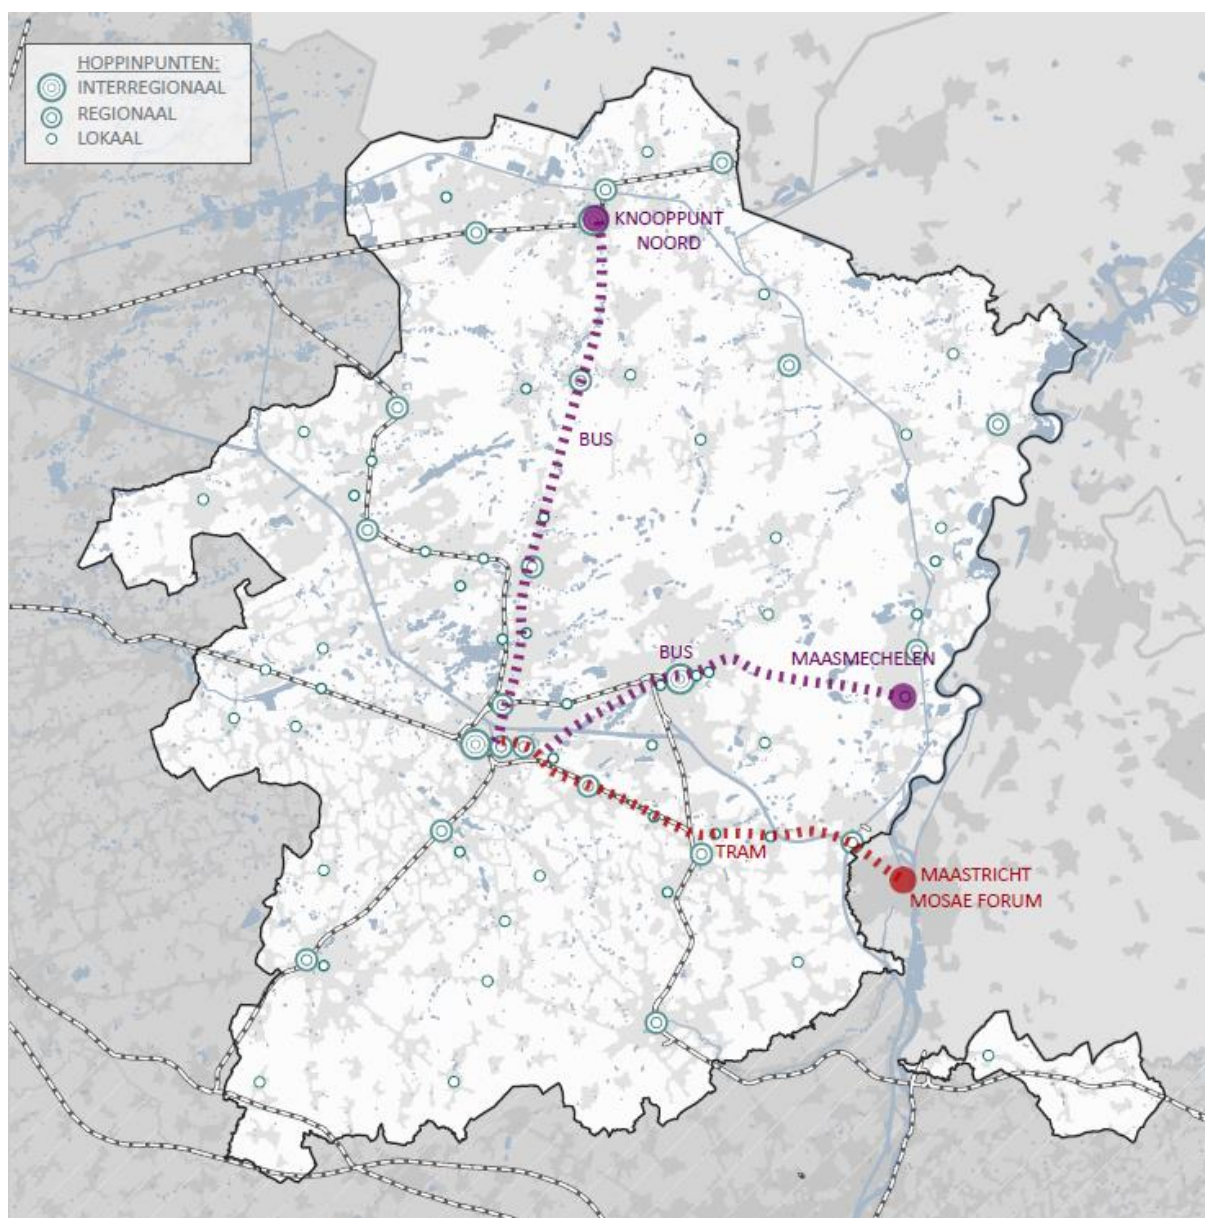 HOPPINPUNTEN:
INTERREGIONAAL
REGIONAAL
LOKAAL
KNOOPPUNT
NOORD
BUS
BUS
MAASMECHELEN
TRAM
MAASTRICHT
MOSAE FORUM